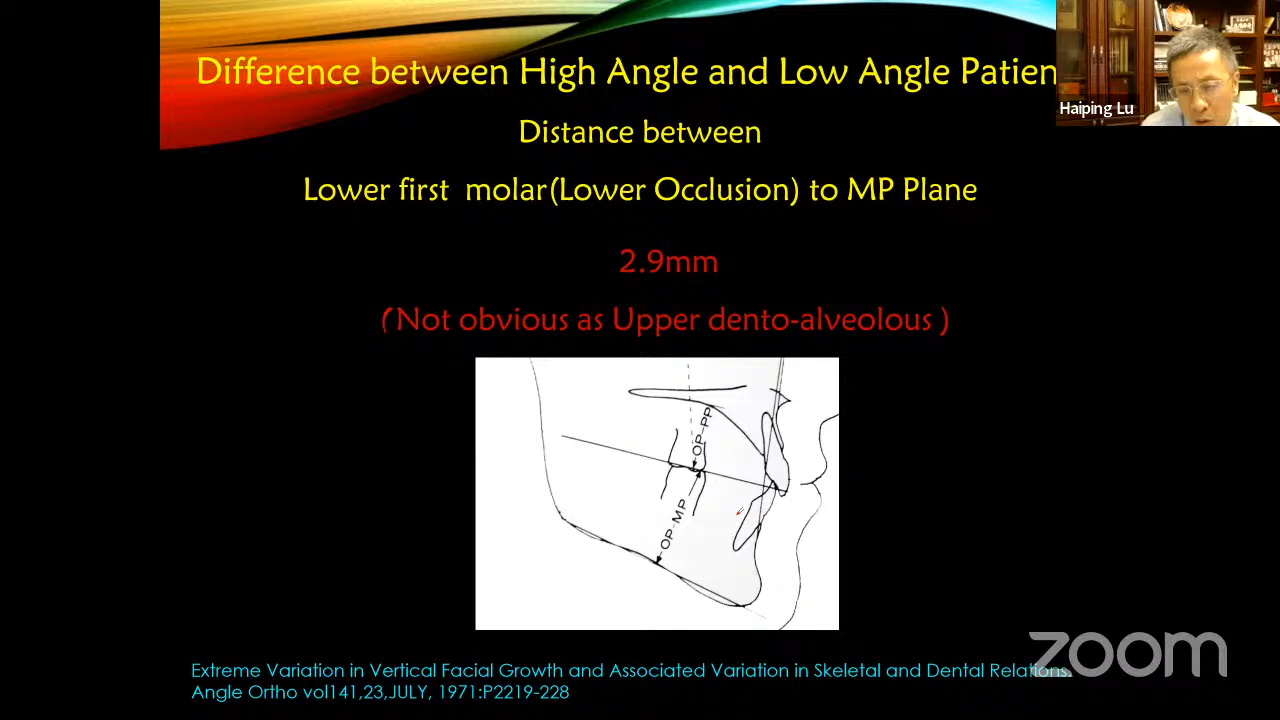 Difference between High Angle and Low Angle Patien
Haiping Lu
Distance between
Lower first molar(Lower Occlusion) to MP Plane
2.9mm
(Not obvious as Upper dento-alveolous )
OP-PP
OP-MP
zoom
Extreme Variation in Vertical Facial Growth and Associated Variation in Skeletal and Dental Relations.
Angle Ortho vol141,23,JULY, 1971:P2219-228